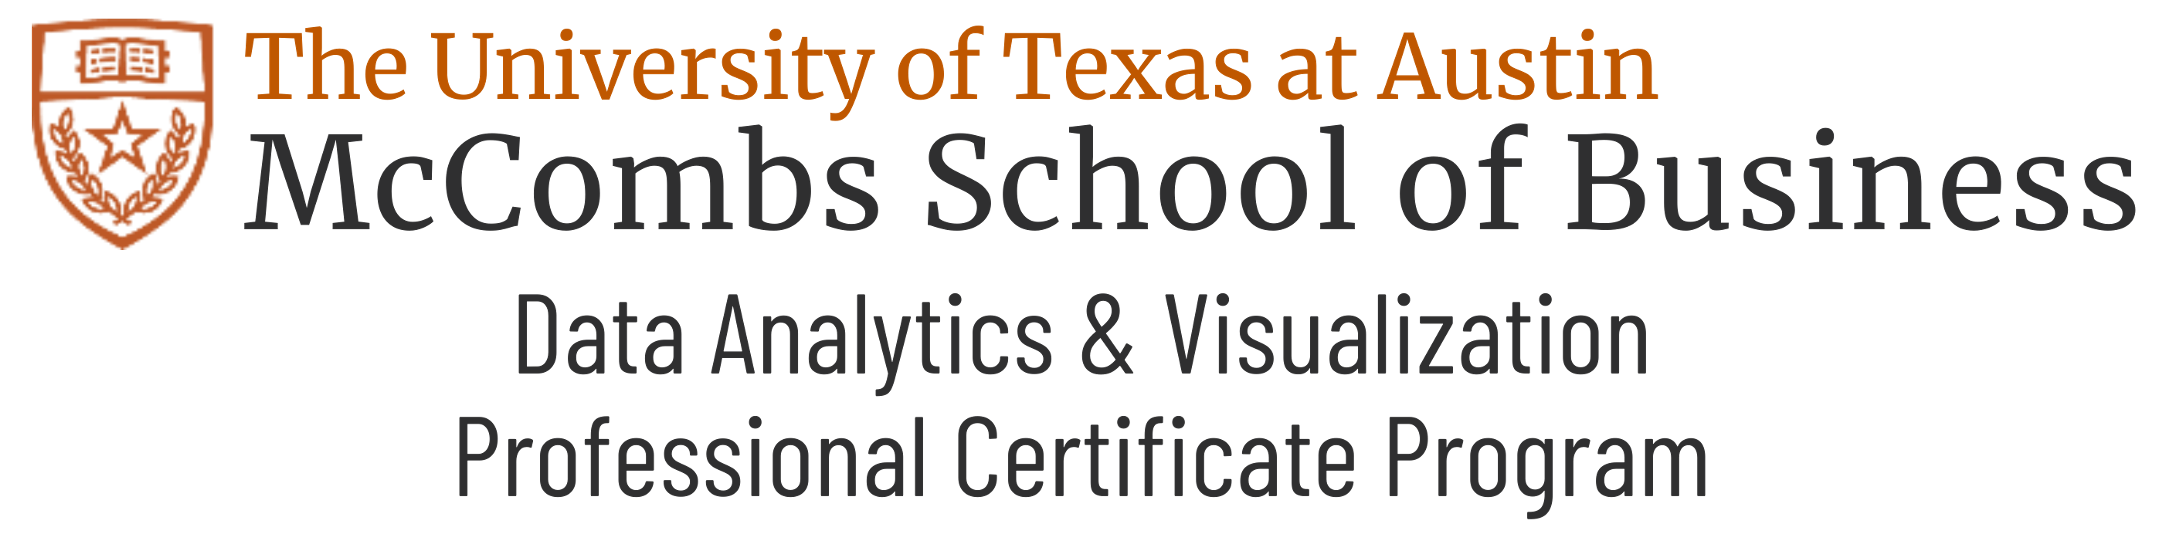 The University of Texas at Austin
McCombs School of Business
Data Analytics & Visualization
Professional Certificate Program